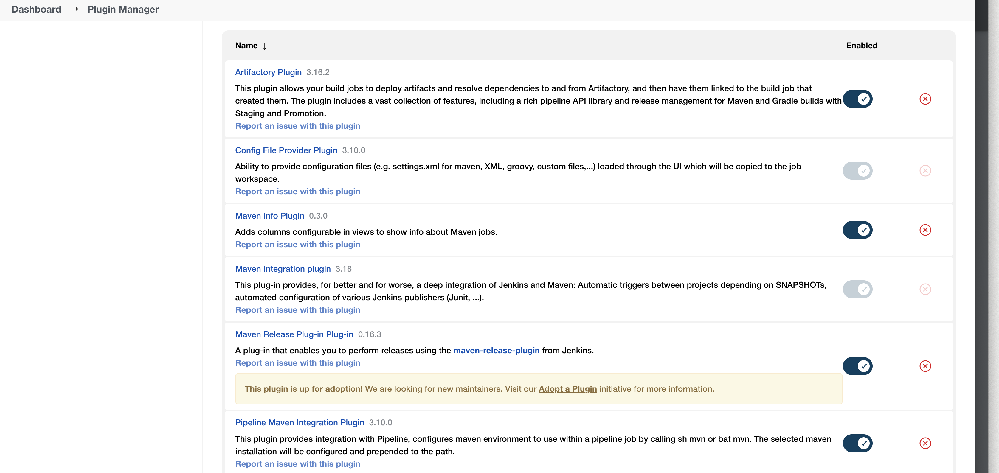 Dashboard
Plugin Manager
Name ↓
Enabled
Artifactory Plugin 3.16.2
This plugin allows your build jobs to deploy artifacts and resolve dependencies to and from Artifactory, and then have them linked to the build job that
created them. The plugin includes a vast collection of features, including a rich pipeline API library and release management for Maven and Gradle builds with
Staging and Promotion.
Report an issue with this plugin
Config File Provider Plugin 3.10.0
Ability to provide configuration files (e.g. settings.xml for maven, XML, groovy, custom files,...) loaded through the UI which will be copied to the job
workspace.
Report an issue with this plugin
Maven Info Plugin 0.3.0
Adds columns configurable in views to show info about Maven jobs.
Report an issue with this plugin
Maven Integration plugin 3.18
This plug-in provides, for better and for worse, a deep integration of Jenkins and Maven: Automatic triggers between projects depending on SNAPSHOTs,
automated configuration of various Jenkins publishers (Junit, ...).
Report an issue with this plugin
Maven Release Plug-in Plug-in 0.16.3
A plug-in that enables you to perform releases using the maven-release-plugin from Jenkins.
Report an issue with this plugin
This plugin is up for adoption! We are looking for new maintainers. Visit our Adopt a Plugin initiative for more information.
Pipeline Maven Integration Plugin 3.10.0
This plugin provides integration with Pipeline, configures maven environment to use within a pipeline job by calling sh mvn or bat mvn. The selected maven
installation will be configured and prepended to the path.
Report an issue with this plugin